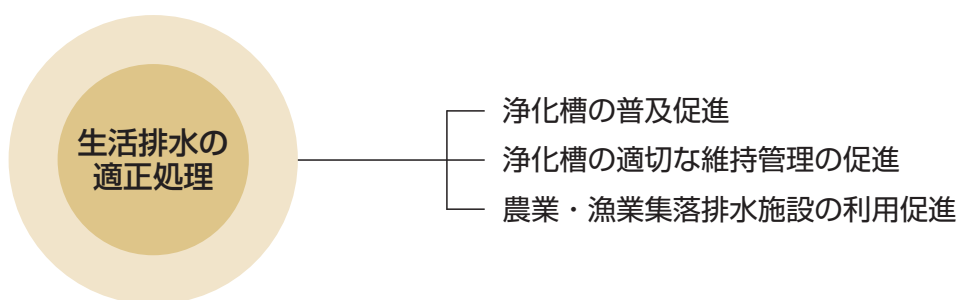 生活排水の
適正処理
浄化槽の普及促進
浄化槽の適切な維持管理の促進
農業・漁業集落排水施設の利用促進